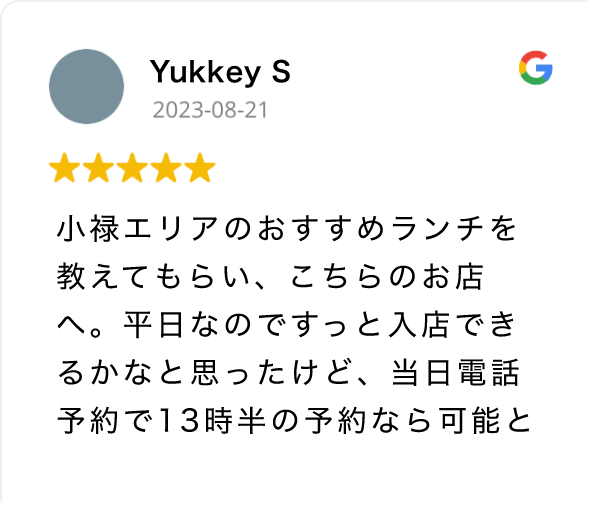 Yukkey S
2023-08-21
小禄エリアのおすすめランチを
教えてもらい、こちらのお店
へ。平日なのですっと入店でき
るかなと思ったけど、当日電話
予約で13時半の予約なら可能と